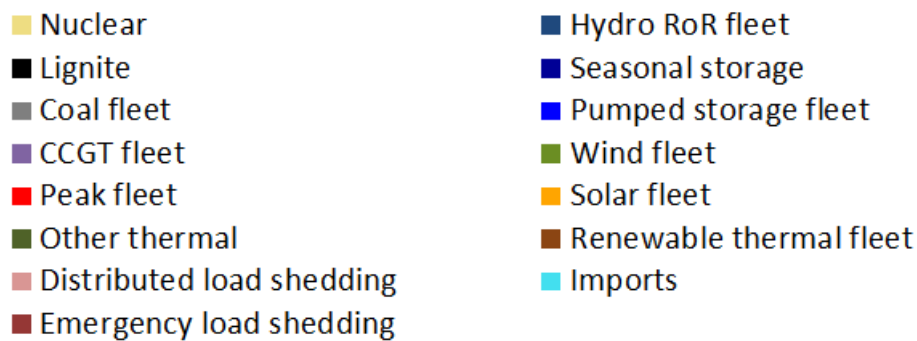 Nuclear
Lignite
Coal fleet
CCGT fleet
Peak fleet
Other thermal
Distributed load shedding
Emergency load shedding
Hydro RoR fleet
Seasonal storage
Pumped storage fleet
Wind fleet
Solar fleet
Renewable thermal fleet
Imports